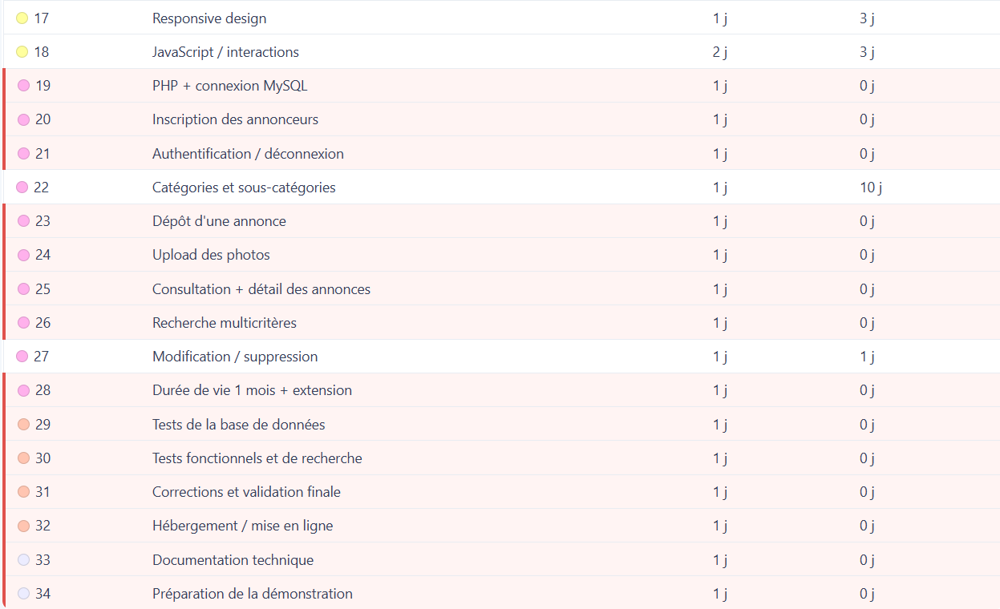 17 Responsive design 1 j 3 j
18 JavaScript / interactions 2 j 3 j
19 PHP + connexion MySQL 1 j 0 j
20 Inscription des annonceurs 1 j 0 j
21 Authentification / déconnexion 1 j 0 j
22 Catégories et sous-catégories 1 j 10 j
23 Dépôt d'une annonce 1 j 0 j
24 Upload des photos 1 j 0 j
25 Consultation + détail des annonces 1 j 0 j
26 Recherche multicritères 1 j 0 j
27 Modification / suppression 1 j 1 j
28 Durée de vie 1 mois + extension 1 j 0 j
29 Tests de la base de données 1 j 0 j
30 Tests fonctionnels et de recherche 1 j 0 j
31 Corrections et validation finale 1 j 0 j
32 Hébergement / mise en ligne 1 j 0 j
33 Documentation technique 1 j 0 j
34 Préparation de la démonstration 1 j 0 j